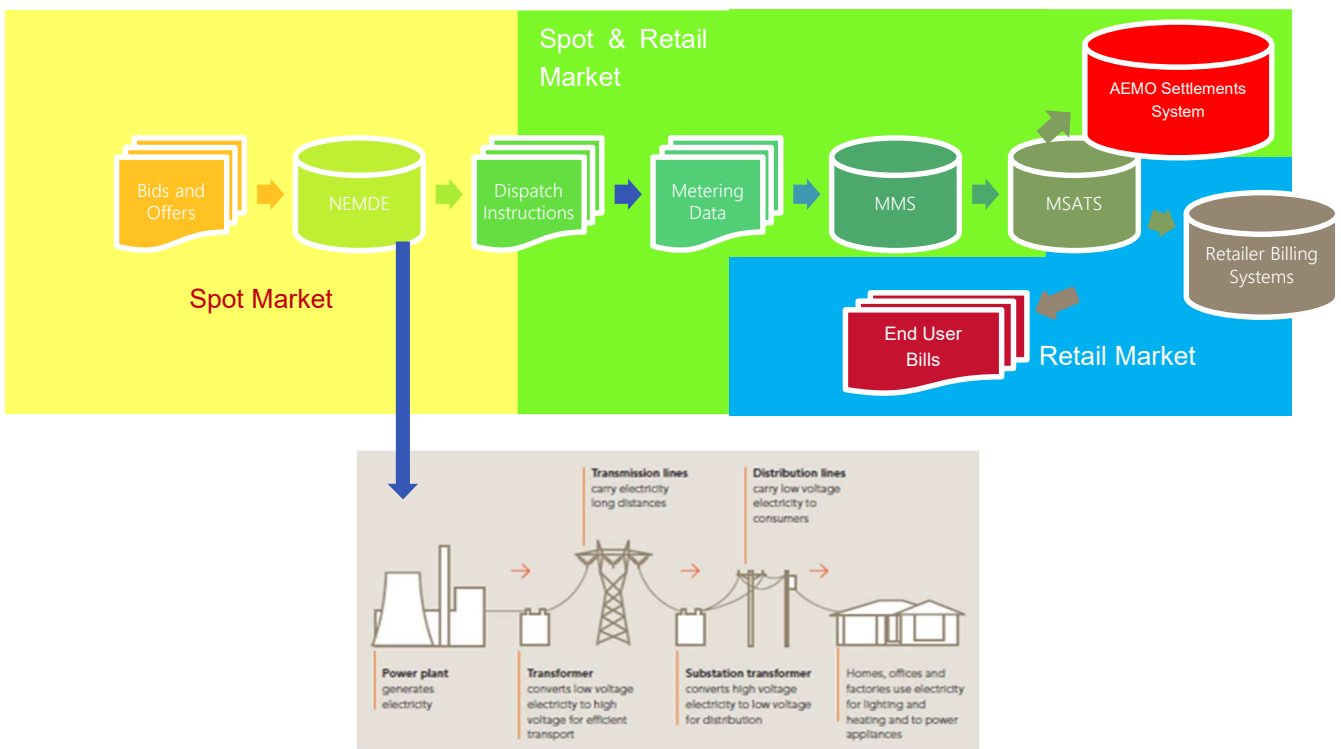 Spot & Retail
Market
AEMO Settlements
System
Bids and
Offers
NEMDE
Dispatch
Instructions
Metering
Data
MMS
MSATS
Retailer Billing
Systems
Spot Market
End User
Bills
Retail Market
Transmission lines
carry electricity
long distances
Distribution lines
carry low voltage
electricity to
consumers
Power plant
generates
electricity
Transformer
converts low voltage
electricity to high
voltage for efficient
transport
Substation transformer
converts high voltage
electricity to low voltage
for distribution
Homes, offices and
factories use electricity
for lighting and
heating and to power
appliances